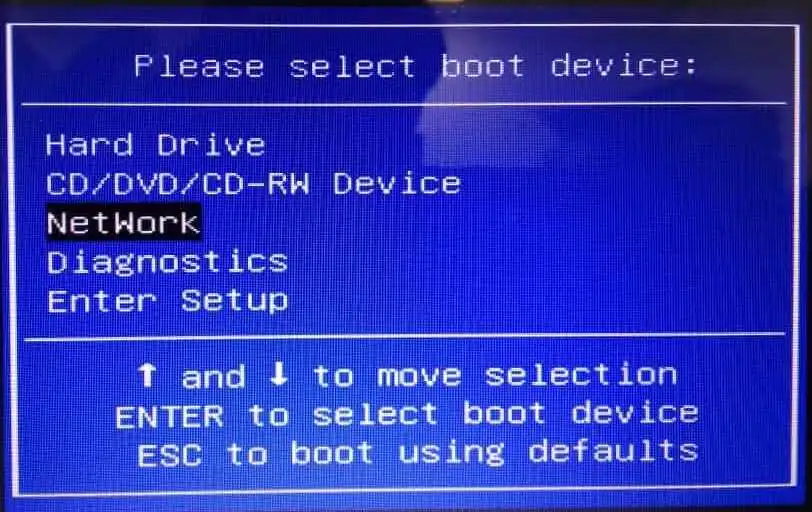 Please select boot device:
Hard Drive
CD/DVD/CD-RW Device
NetWork
Diagnostics
Enter Setup
↑ and ↓ to move selection
ENTER to select boot device
ESC to boot using defaults